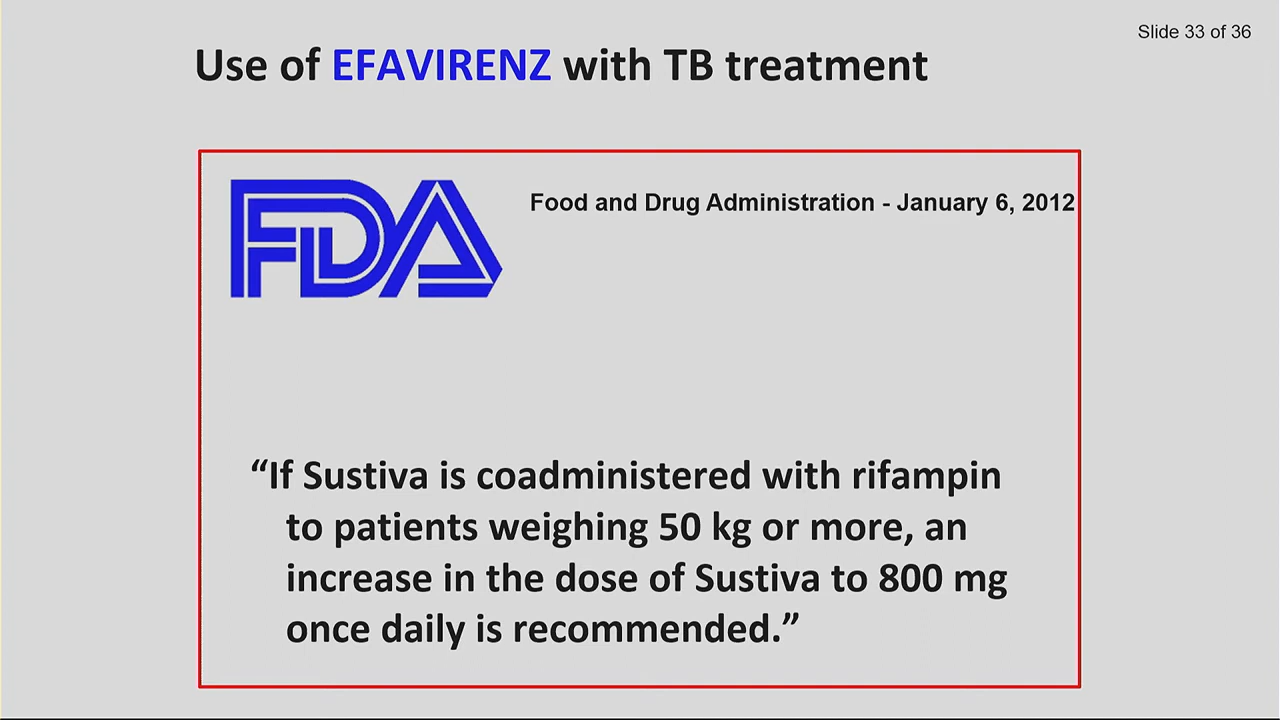 Slide 33 of 36
Use of EFAVIRENZ with TB treatment
FDA
Food and Drug Administration - January 6, 2012
“If Sustiva is coadministered with rifampin
to patients weighing 50 kg or more, an
increase in the dose of Sustiva to 800 mg
once daily is recommended.”